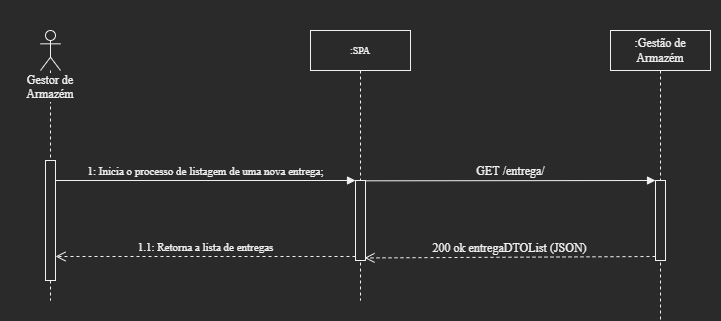 :SPA
:Gestão de
Armazém
Gestor de
Armazém
1: Inicia o processo de listagem de uma nova entrega;
GET /entrega/
1.1: Retorna a lista de entregas
200 ok entregaDTOList (JSON)